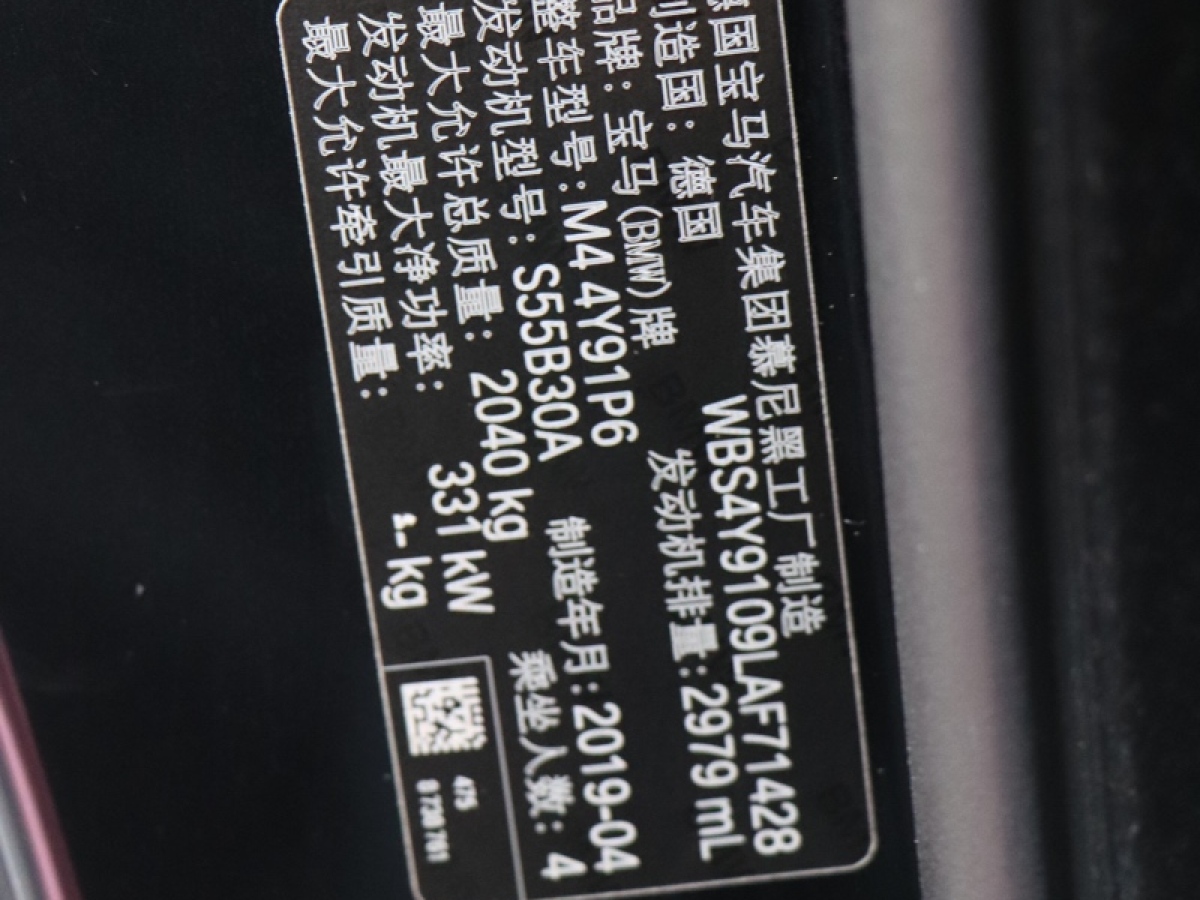 德国宝马汽车集团慕尼黑工厂制造
制造国：德国 WBS4Y9109LAF71428
品牌：宝马(BMW)牌 发动机排量：2979 mL
整车型号：M4 4Y91P6
发动机型号：S55B30A 制造年月：2019-04
最大允许总质量：2040 kg 乘坐人数：4
发动机最大净功率：331 kW
最大允许牵引质量： -.- kg
475